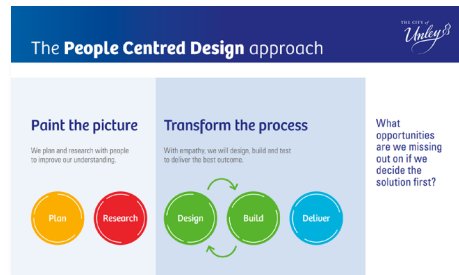 THE CITY of
Unley
The People Centred Design approach
Paint the picture
We plan and research with people
to improve our understanding.
Plan
Research
Transform the process
With empathy, we will design, build and test
to deliver the best outcome.
Design
Build
Deliver
What
opportunities
are we missing
out on if we
decide the
solution first?